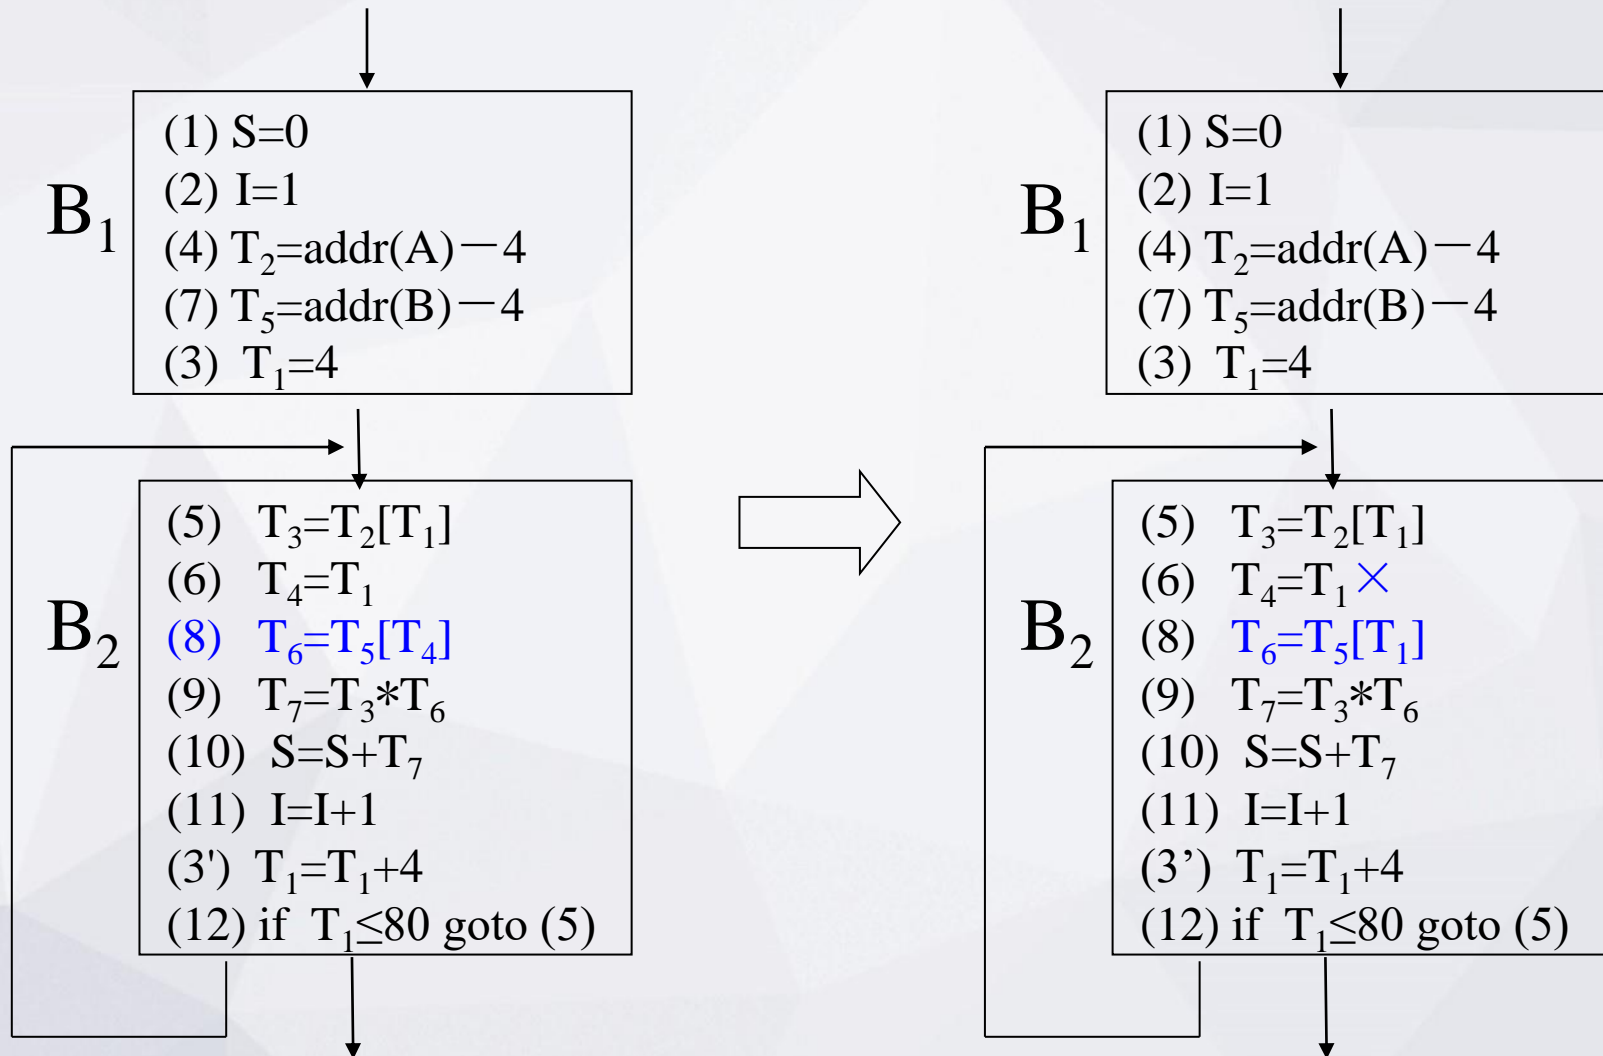 B₁
(1) S=0
(2) I=1
(4) T₂=addr(A)－4
(7) T₅=addr(B)－4
(3) T₁=4
B₂
(5) T₃=T₂[T₁]
(6) T₄=T₁
(8) T₆=T₅[T₄]
(9) T₇=T₃*T₆
(10) S=S+T₇
(11) I=I+1
(3') T₁=T₁+4
(12) if T₁≤80 goto (5)
B₁
(1) S=0
(2) I=1
(4) T₂=addr(A)－4
(7) T₅=addr(B)－4
(3) T₁=4
B₂
(5) T₃=T₂[T₁]
(6) T₄=T₁×
(8) T₆=T₅[T₁]
(9) T₇=T₃*T₆
(10) S=S+T₇
(11) I=I+1
(3’) T₁=T₁+4
(12) if T₁≤80 goto (5)